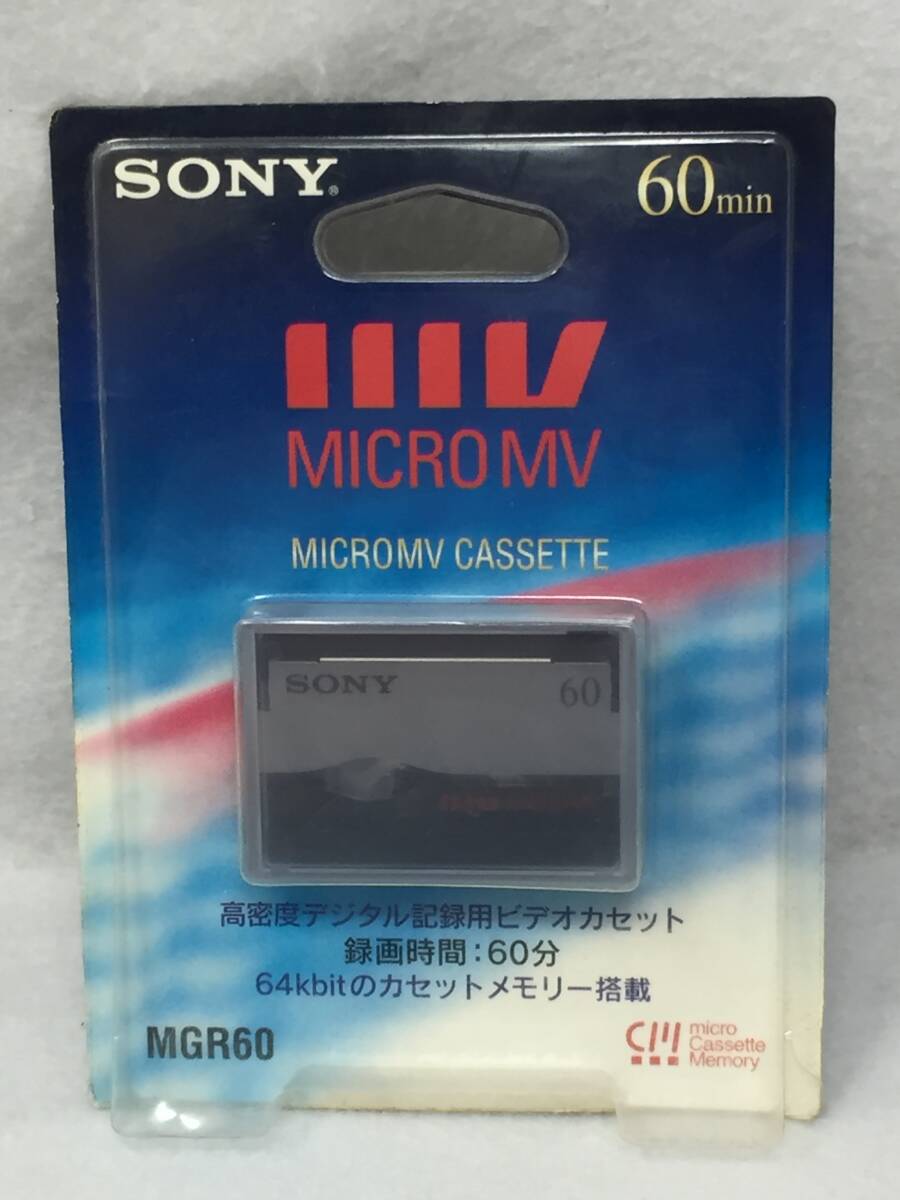 SONY®
60min
MICRO MV
MICROMV CASSETTE
SONY
60
高密度デジタル記録用ビデオカセット
録画時間:60分
64kbitのカセットメモリー搭載
MGR60
micro
Cassette
Memory